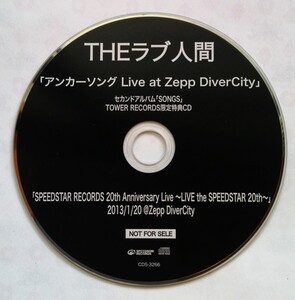 THEラブ人間
「アンカーソング Live at Zepp DiverCity」
セカンドアルバム「SONGS」
TOWER RECORDS限定特典CD
NOT FOR SELE
「SPEEDSTAR RECORDS 20th Anniversary Live 〜LIVE the SPEEDSTAR 20th〜」
2013/1/20 @Zepp DiverCity
CDS-3286